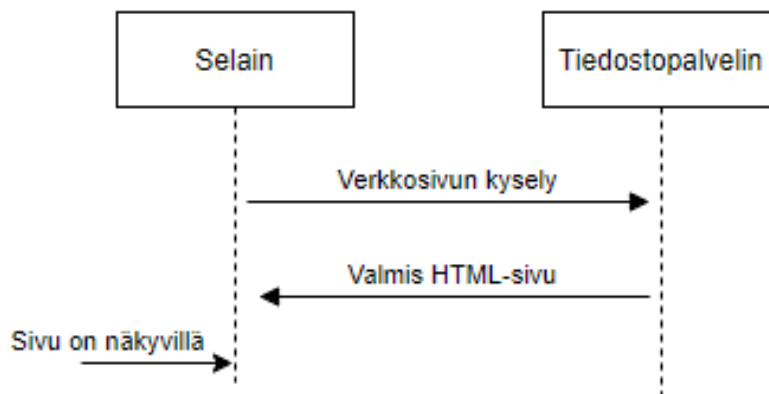 Selain
Tiedostopalvelin
Verkkosivun kysely
Valmis HTML-sivu
Sivu on näkyvillä